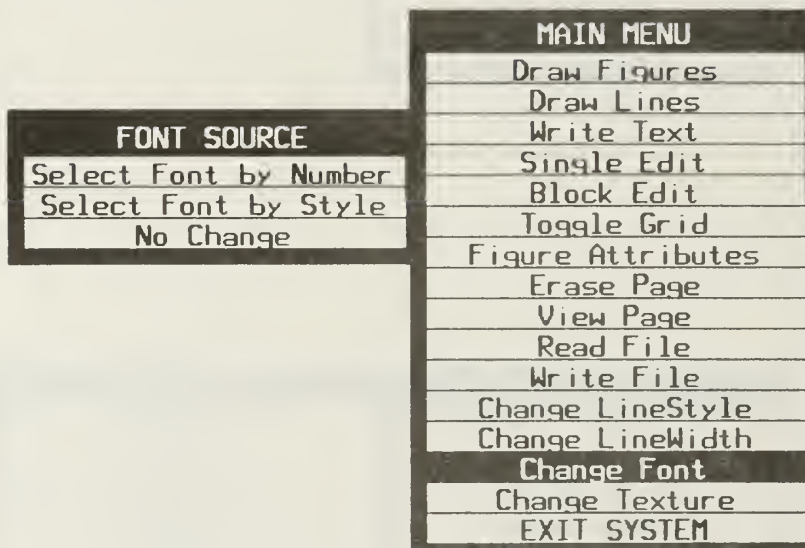 MAIN MENU
Draw Figures
Draw Lines
Write Text
Single Edit
Block Edit
Toggle Grid
Figure Attributes
Erase Page
View Page
Read File
Write File
Change LineStyle
Change LineWidth
Change Font
Change Texture
EXIT SYSTEM
FONT SOURCE
Select Font by Number
Select Font by Style
No Change